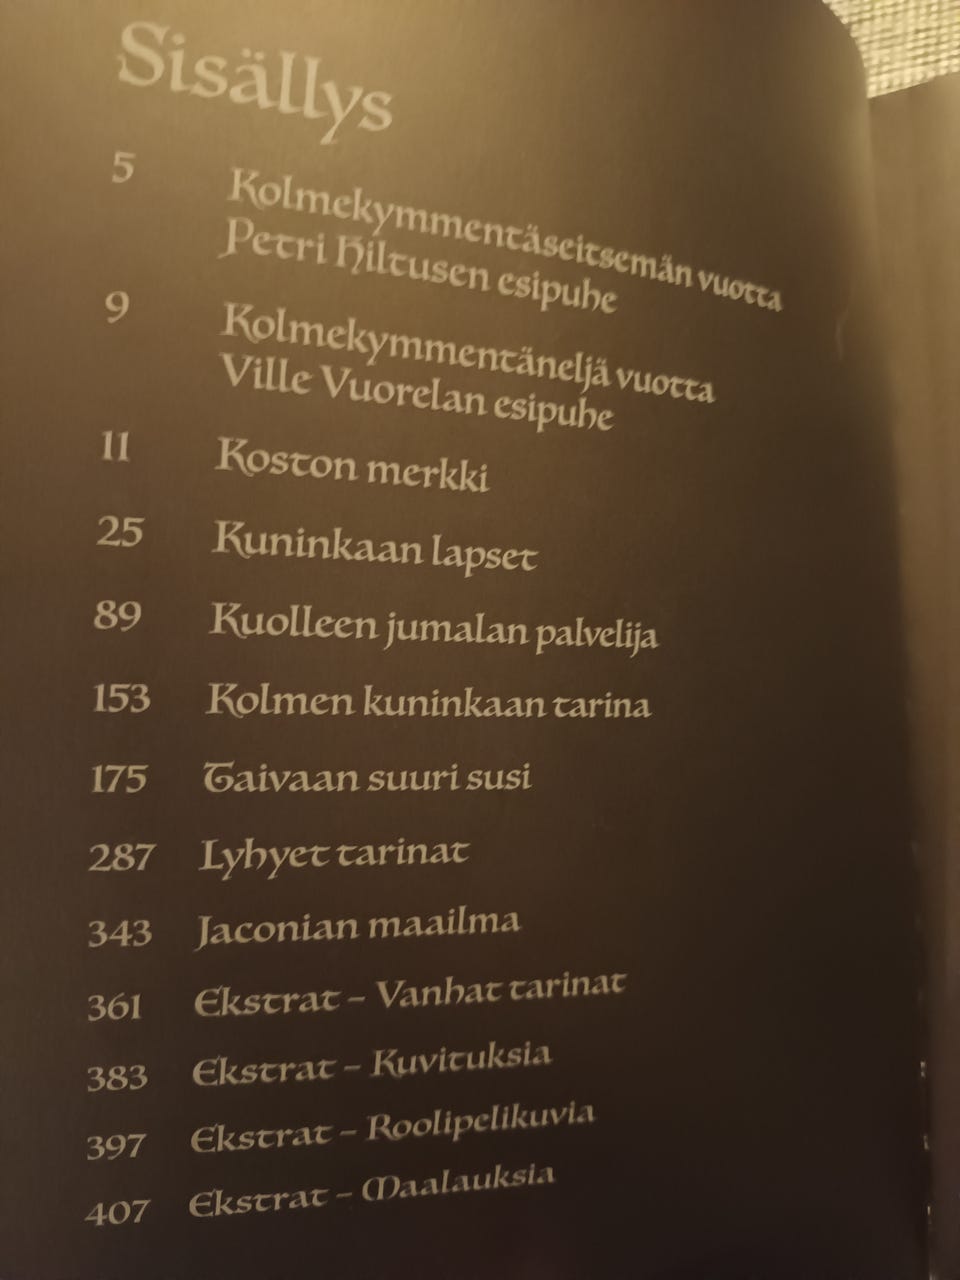 Sisällys
5 Kolmekymmentäseitsemän vuotta
Petri Hiltusen esipuhe
9 Kolmekymmentäneljä vuotta
Ville Vuorelan esipuhe
11 Koston merkki
25 Kuninkaan lapset
89 Kuolleen jumalan palvelija
153 Kolmen kuninkaan tarina
175 Taivaan suuri susi
287 Lyhyet tarinat
343 Jaconian maailma
361 Ekstrat – Vanhat tarinat
383 Ekstrat – Kuvituksia
397 Ekstrat – Roolipelikuvia
407 Ekstrat – Maalauksia